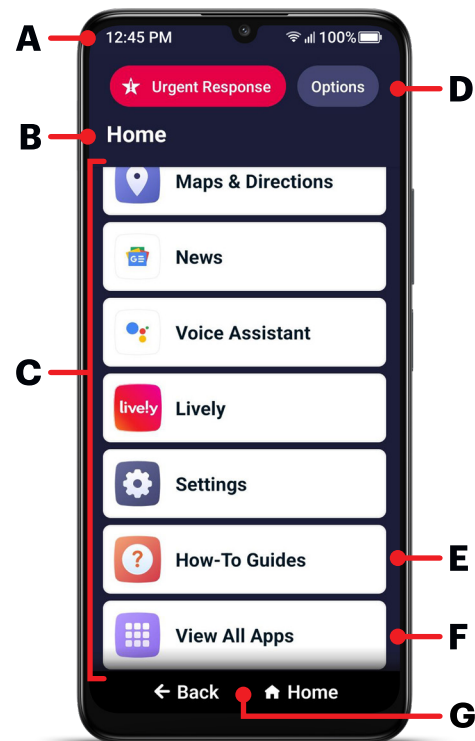 A
12:45 PM 100%
Urgent Response Options
D
B
Home
Maps & Directions
News
Voice Assistant
C
lively Lively
Settings
How-To Guides
E
View All Apps
F
Back Home
G